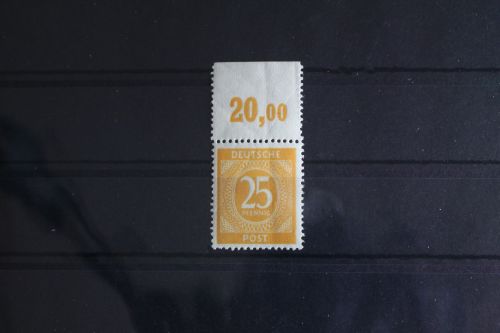 20,00
DEUTSCHE
25
PFENNIG
POST